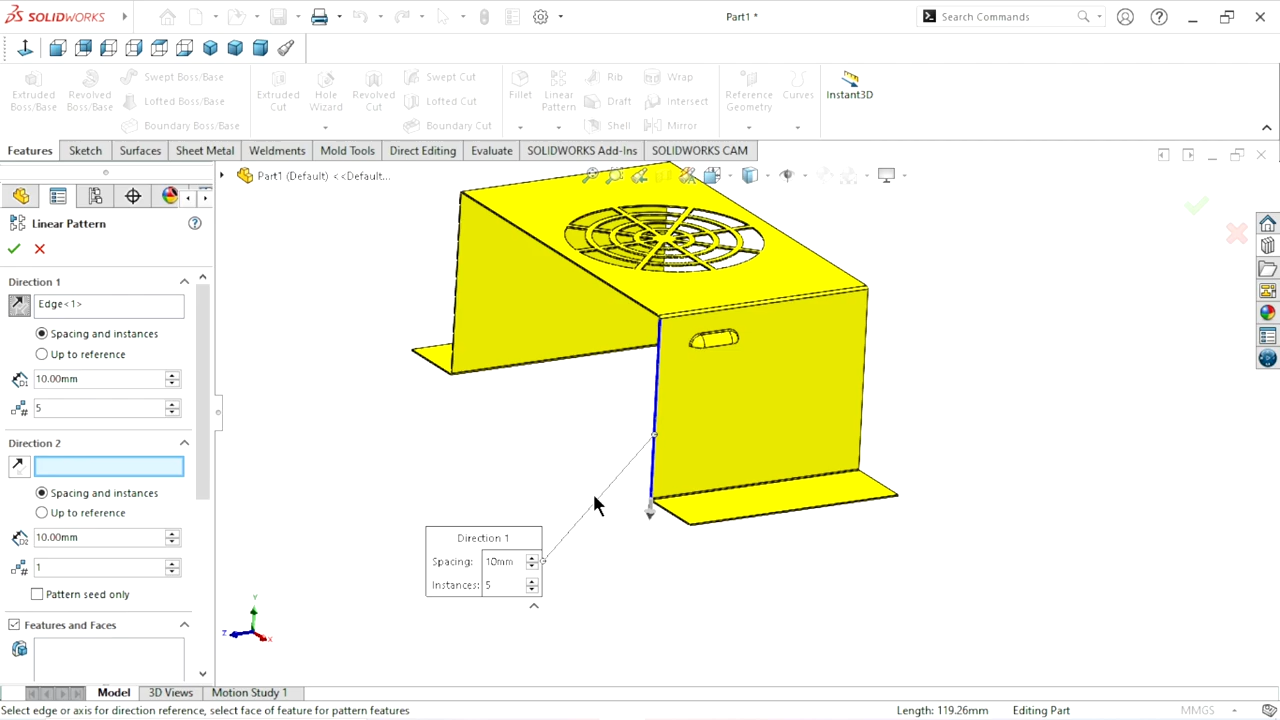 SOLIDWORKS
Part1 *
Search Commands
Extruded Boss/Base
Revolved Boss/Base
Swept Boss/Base
Lofted Boss/Base
Boundary Boss/Base
Extruded Cut
Hole Wizard
Revolved Cut
Swept Cut
Lofted Cut
Boundary Cut
Fillet
Linear Pattern
Rib
Draft
Shell
Wrap
Intersect
Mirror
Reference Geometry
Curves
Instant3D
Features
Sketch
Surfaces
Sheet Metal
Weldments
Mold Tools
Direct Editing
Evaluate
SOLIDWORKS Add-Ins
SOLIDWORKS CAM
Part1 (Default) <<Default...
Linear Pattern
Direction 1
Edge<1>
Spacing and instances
Up to reference
10.00mm
5
Direction 2
Spacing and instances
Up to reference
10.00mm
1
Pattern seed only
Features and Faces
Direction 1
Spacing: 10mm
Instances: 5
Y
Z
X
Model
3D Views
Motion Study 1
Select edge or axis for direction reference, select face of feature for pattern features
Length: 119.26mm
Editing Part
MMGS